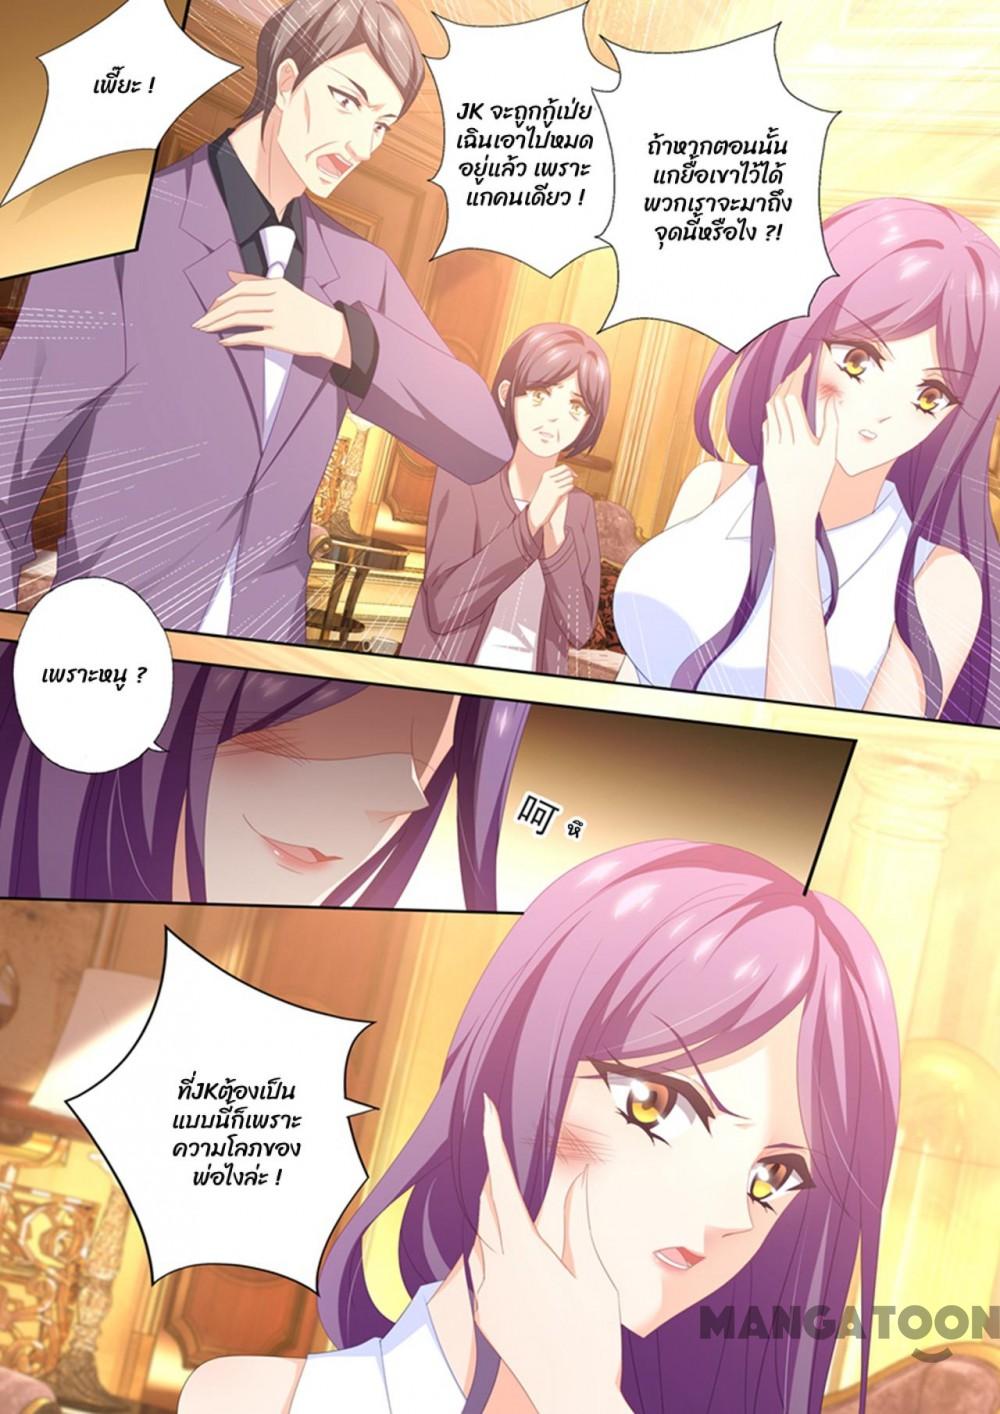 เพี๊ยะ !
JK จะถูกกู้เป่ย
เฉินเอาไปหมด
อยู่แล้ว เพราะ
แกคนเดียว !
ถ้าหากตอนนั้น
แกยื้อเขาไว้ได้
พวกเราจะมาถึง
จุดนี้หรือไง ?!
เพราะหนู ?
呵 หึ
ที่JKต้องเป็น
แบบนี้ก็เพราะ
ความโลภของ
พ่อไงล่ะ !
MANGATOON